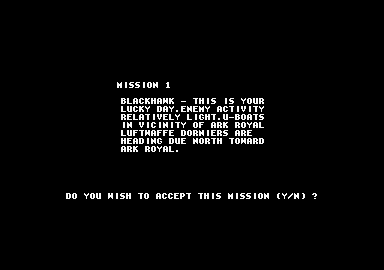 MISSION 1
BLACKHAWK - THIS IS YOUR
LUCKY DAY.ENEMY ACTIVITY
RELATIVELY LIGHT.U-BOATS
IN VICINITY OF ARK ROYAL
LUFTWAFFE DORNIERS ARE
HEADING DUE NORTH TOWARD
ARK ROYAL.
DO YOU WISH TO ACCEPT THIS MISSION (Y/N) ?